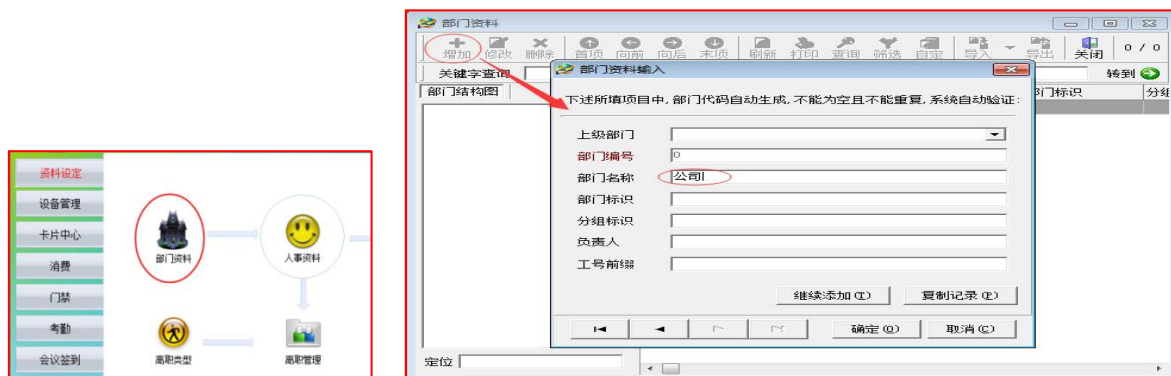 资料设定
设备管理
卡片中心
消费
门禁
考勤
会议签到
部门资料
人事资料
离职类型
离职管理
部门资料
增加 修改 删除 首项 向前 向后 末项 刷新 打印 查询 筛选 自定 导入 导出 关闭 0 / 0
关键字查询 转到
部门结构图 部门标识 分组
部门资料输入
下述所填项目中, 部门代码自动生成, 不能为空且不能重复, 系统自动验证:
上级部门
部门编号 0
部门名称 公司
部门标识
分组标识
负责人
工号前缀
继续添加(T) 复制记录(P)
确定(O) 取消(C)
定位